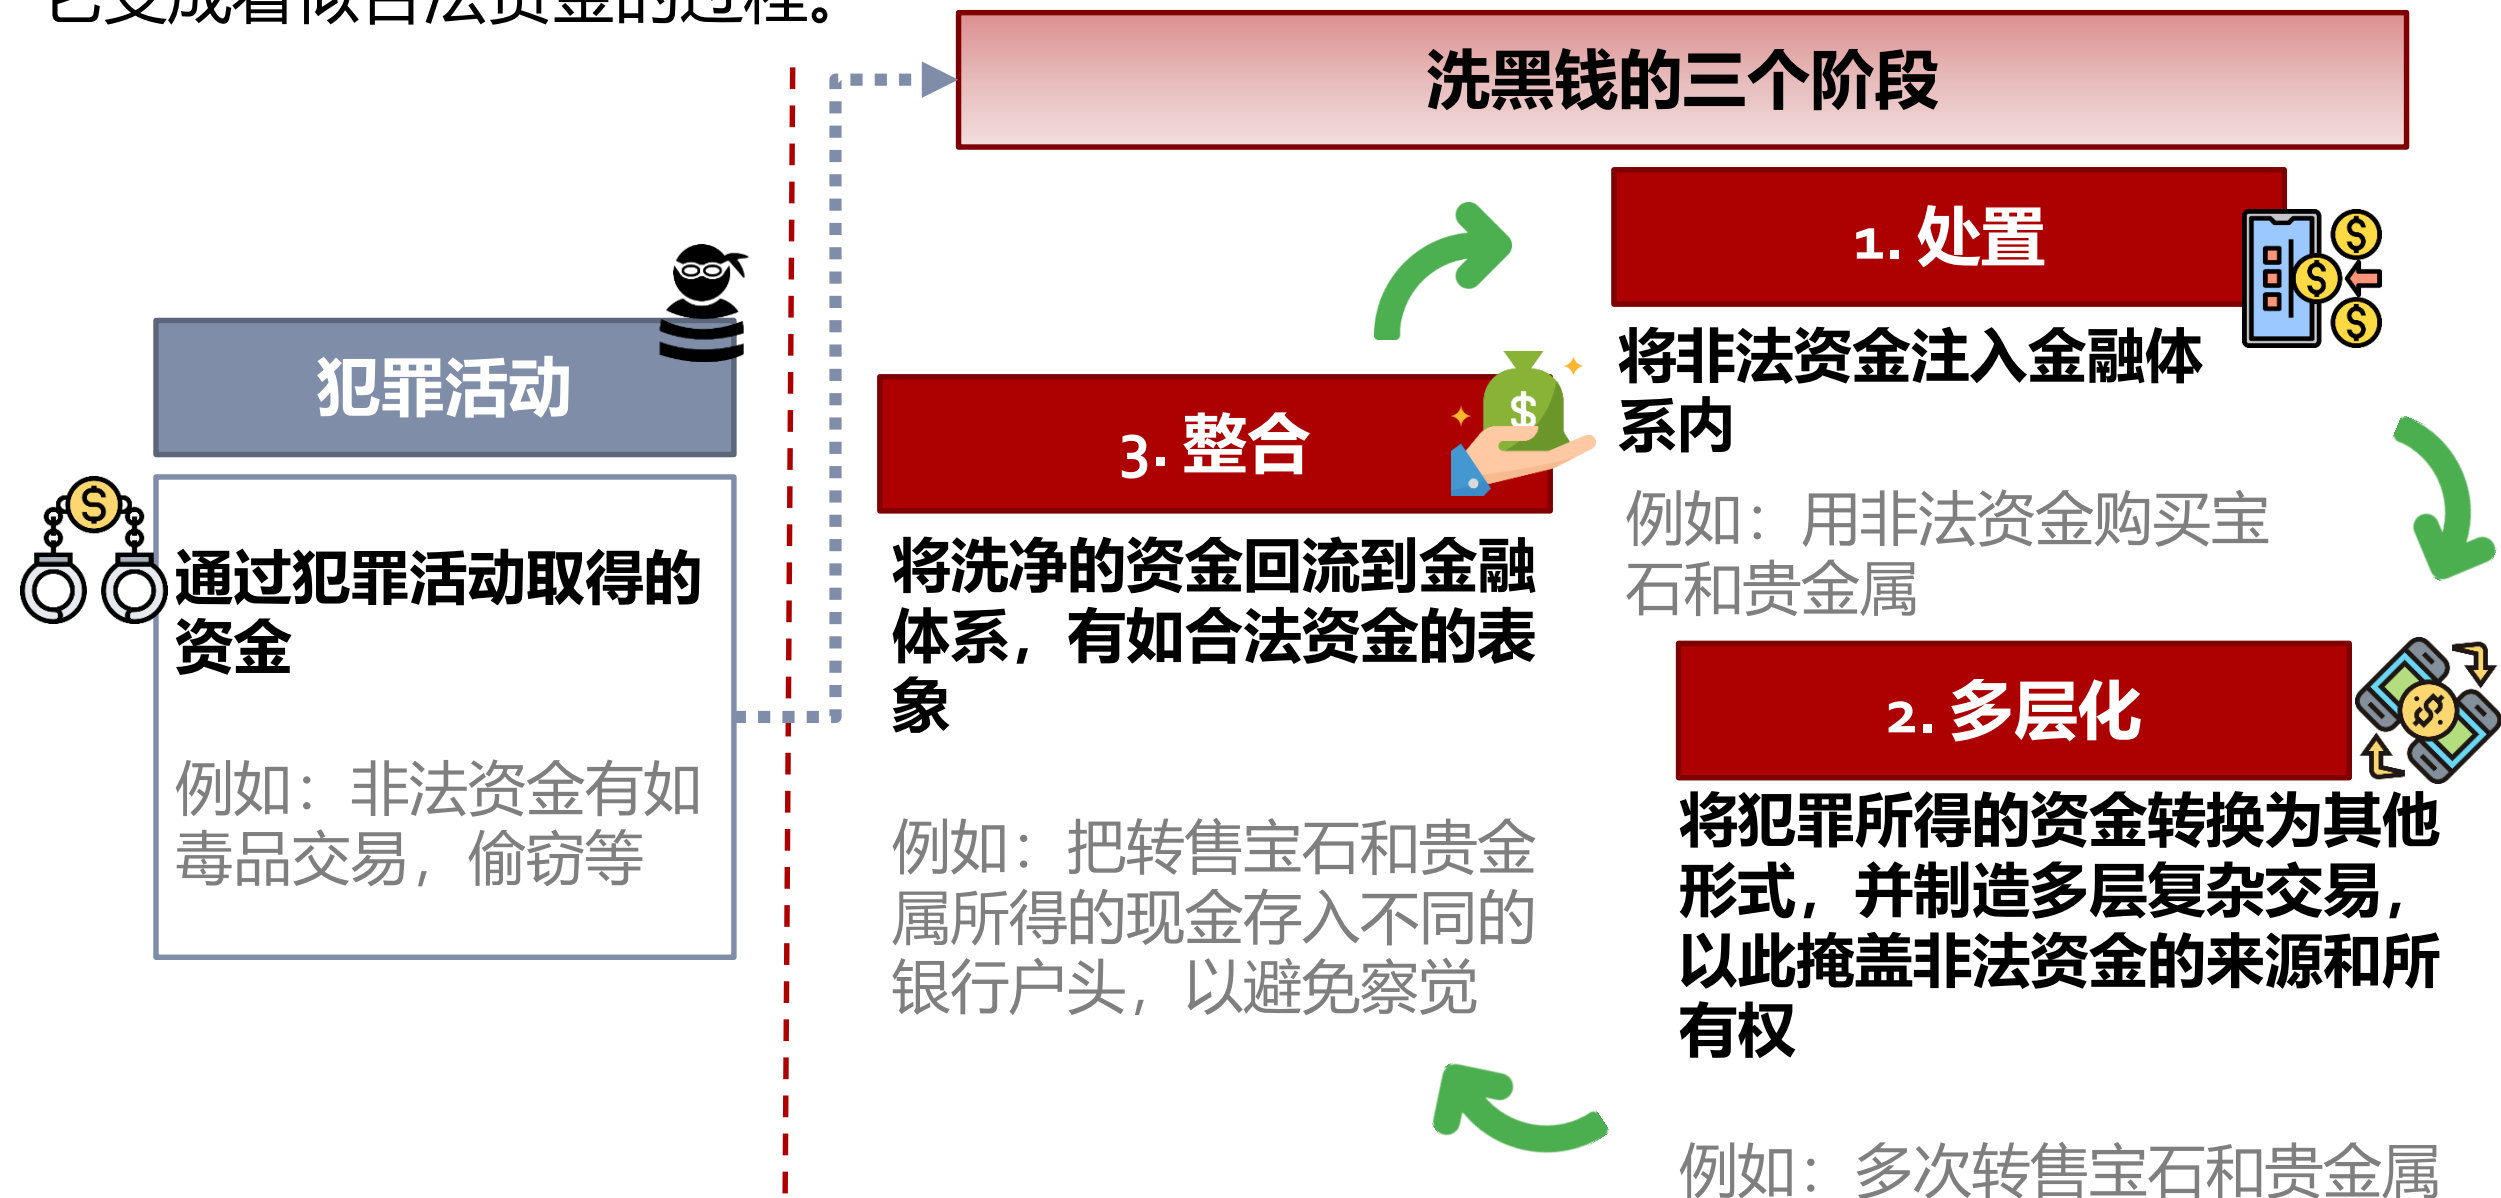 合法资金的过程。
洗黑钱的三个阶段
犯罪活动
通过犯罪活动取得的
资金
例如：非法资金有如
毒品交易，偷窃等
1. 处置
将非法资金注入金融体
系内
例如：用非法资金购买宝
石和贵金属
2. 多层化
将犯罪所得的资金转换为其他
形式，并制造多层复杂交易，
以此掩盖非法资金的来源和所
有权
例如：多次转售宝石和贵金属
3. 整合
将洗净的资金回流到金融
体系，有如合法资金的表
象
例如：把转售宝石和贵金
属所得的现金存入不同的
银行户头，以避免察觉